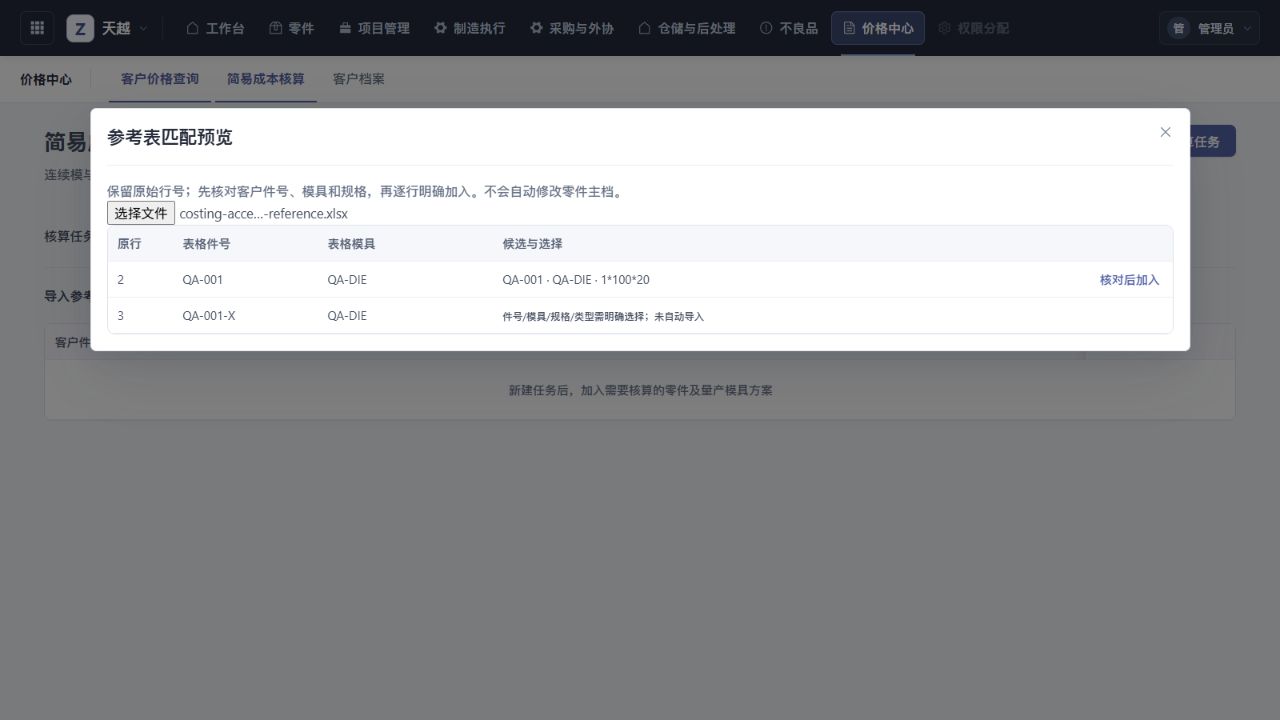 Z 天越 工作台 零件 项目管理 制造执行 采购与外协 仓储与后处理 不良品 价格中心 权限分配 管 管理员
价格中心 客户价格查询 简易成本核算 客户档案
简易
任务
连续模与
核算任务
导入参考
客户件
参考表匹配预览
保留原始行号；先核对客户件号、模具和规格，再逐行明确加入。不会自动修改零件主档。
选择文件 costing-acce...-reference.xlsx
原行 表格件号 表格模具 候选与选择
2 QA-001 QA-DIE QA-001 · QA-DIE · 1*100*20 核对后加入
3 QA-001-X QA-DIE 件号/模具/规格/类型需明确选择；未自动导入
新建任务后，加入需要核算的零件及量产模具方案